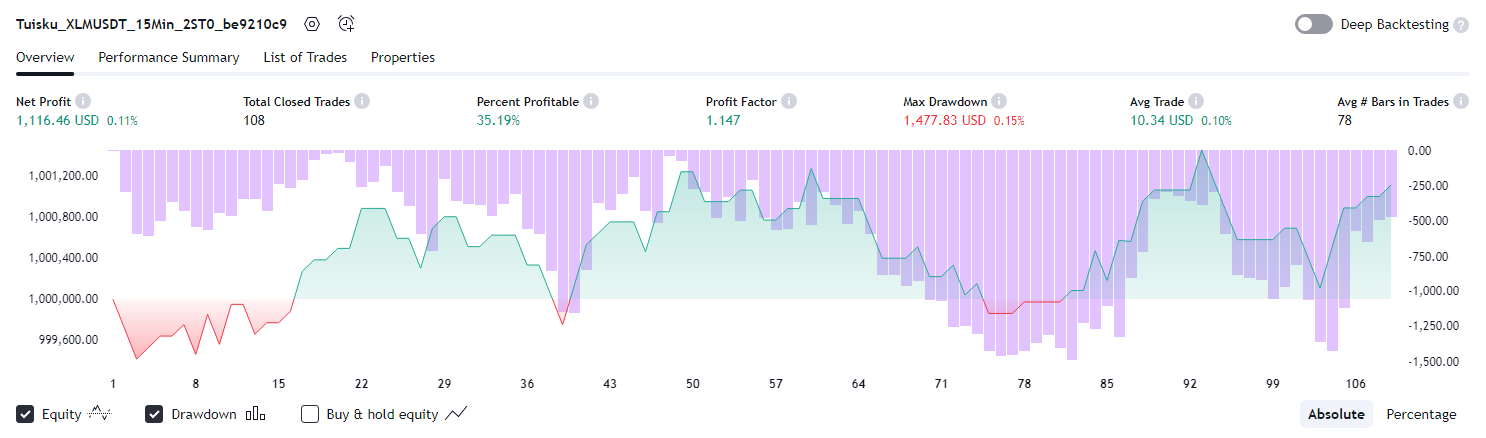 Tuisku_XLMUSDT_15Min_2ST0_be9210c9
Deep Backtesting ?
Overview Performance Summary List of Trades Properties
Net Profit i Total Closed Trades i Percent Profitable i Profit Factor i Max Drawdown i Avg Trade i Avg # Bars in Trades i
1,116.46 USD 0.11% 108 35.19% 1.147 1,477.83 USD 0.15% 10.34 USD 0.10% 78
0.00
1,001,200.00 -250.00
1,000,800.00 -500.00
1,000,400.00 -750.00
1,000,000.00 -1,000.00
999,600.00 -1,250.00
-1,500.00
1 8 15 22 29 36 43 50 57 64 71 78 85 92 99 106
Equity Drawdown Buy & hold equity Absolute Percentage